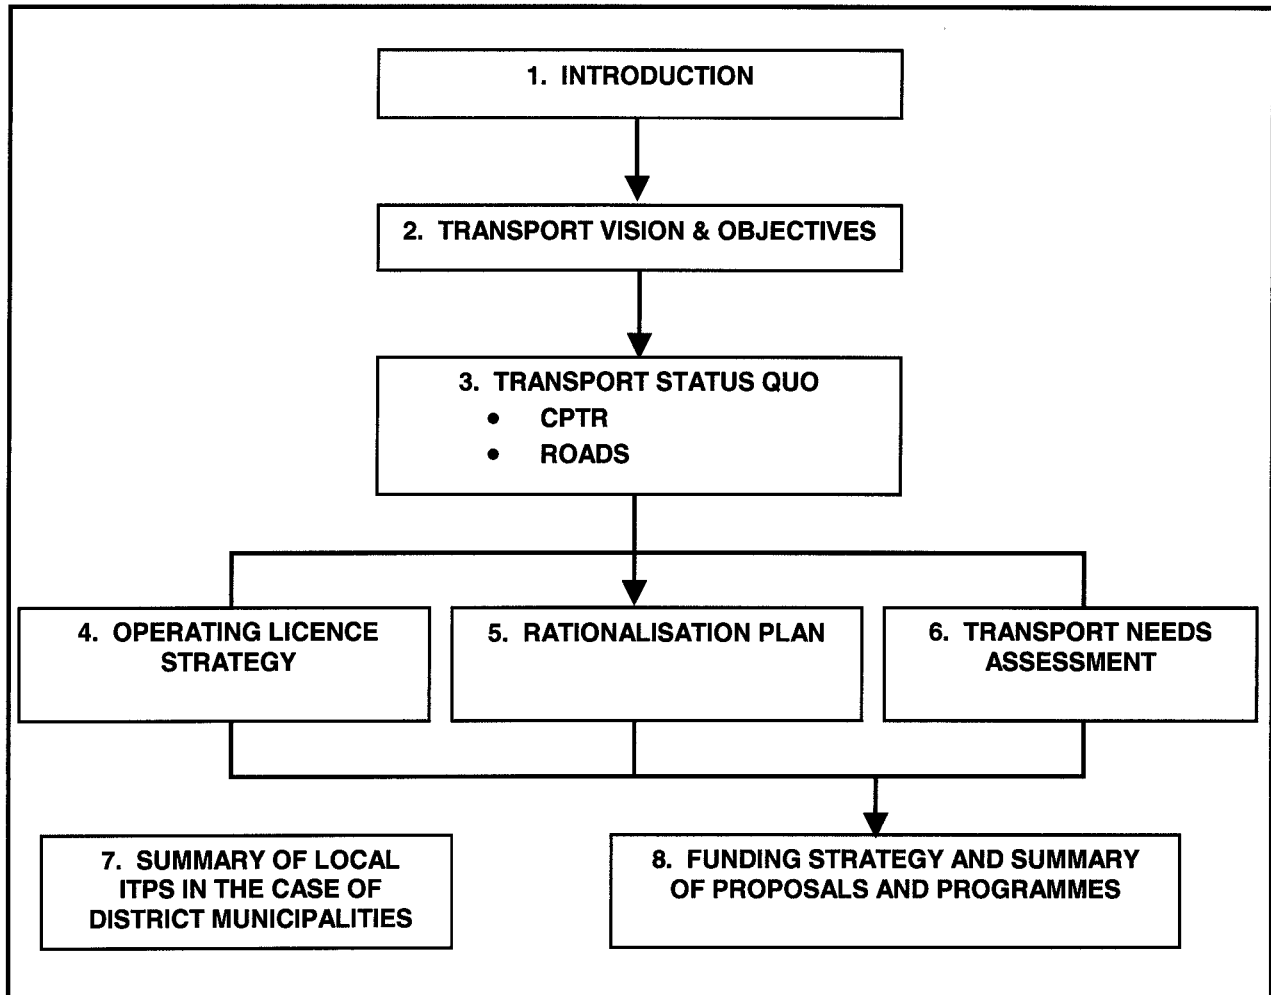 1. INTRODUCTION
2. TRANSPORT VISION & OBJECTIVES
3. TRANSPORT STATUS QUO
• CPTR
• ROADS
4. OPERATING LICENCE
STRATEGY
5. RATIONALISATION PLAN
6. TRANSPORT NEEDS
ASSESSMENT
7. SUMMARY OF LOCAL
ITPS IN THE CASE OF
DISTRICT MUNICIPALITIES
8. FUNDING STRATEGY AND SUMMARY
OF PROPOSALS AND PROGRAMMES